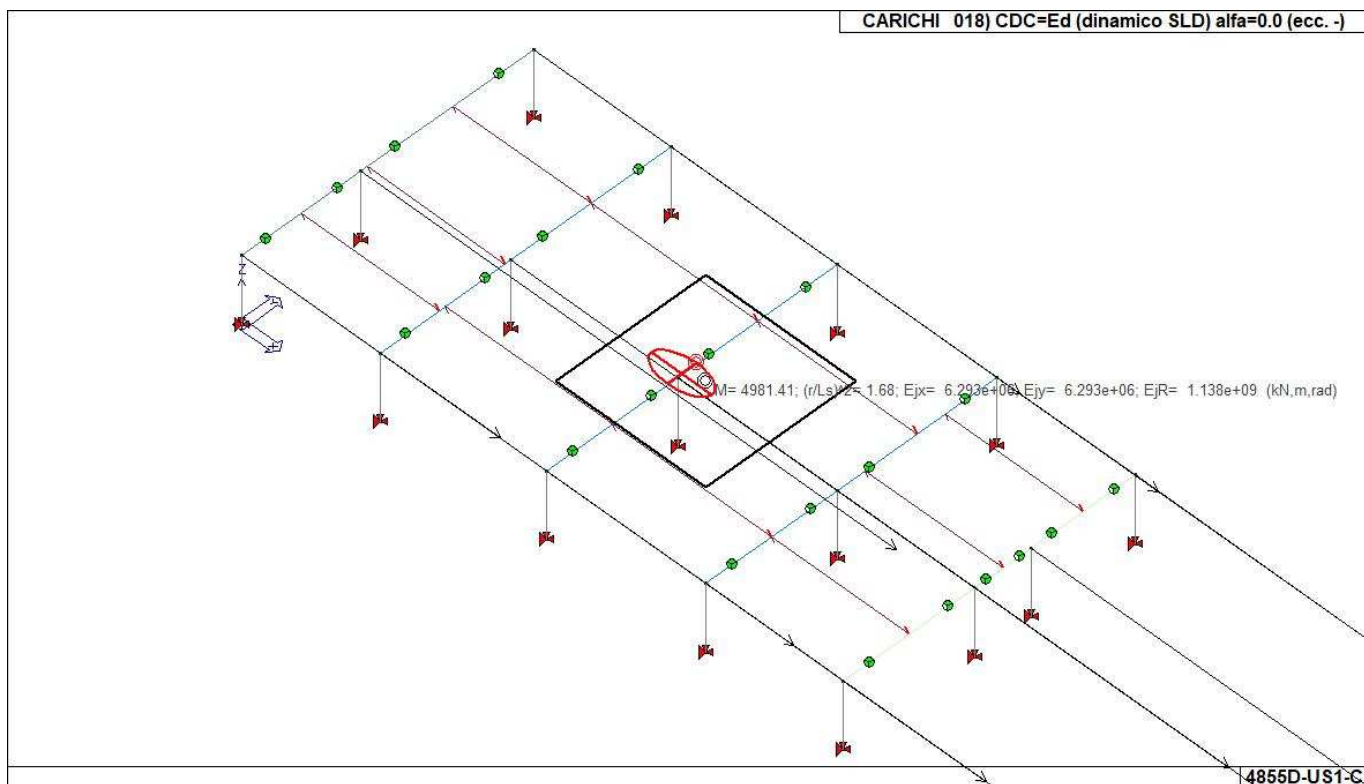 CARICHI 018) CDC=Ed (dinamico SLD) alfa=0.0 (ecc. -)
Z
M= 4981.41; (r/Ls)^2= 1.68; Ejx= 6.293e+06; Ejy= 6.293e+06; EjR= 1.138e+09 (kN,m,rad)
4855D-US1-C